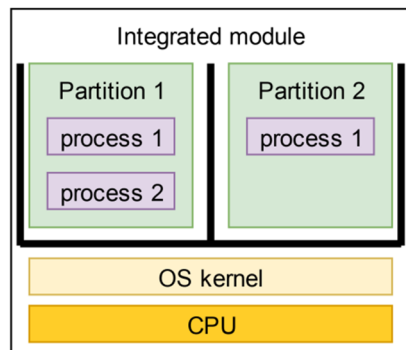 Integrated module
Partition 1
process 1
process 2
Partition 2
process 1
OS kernel
CPU